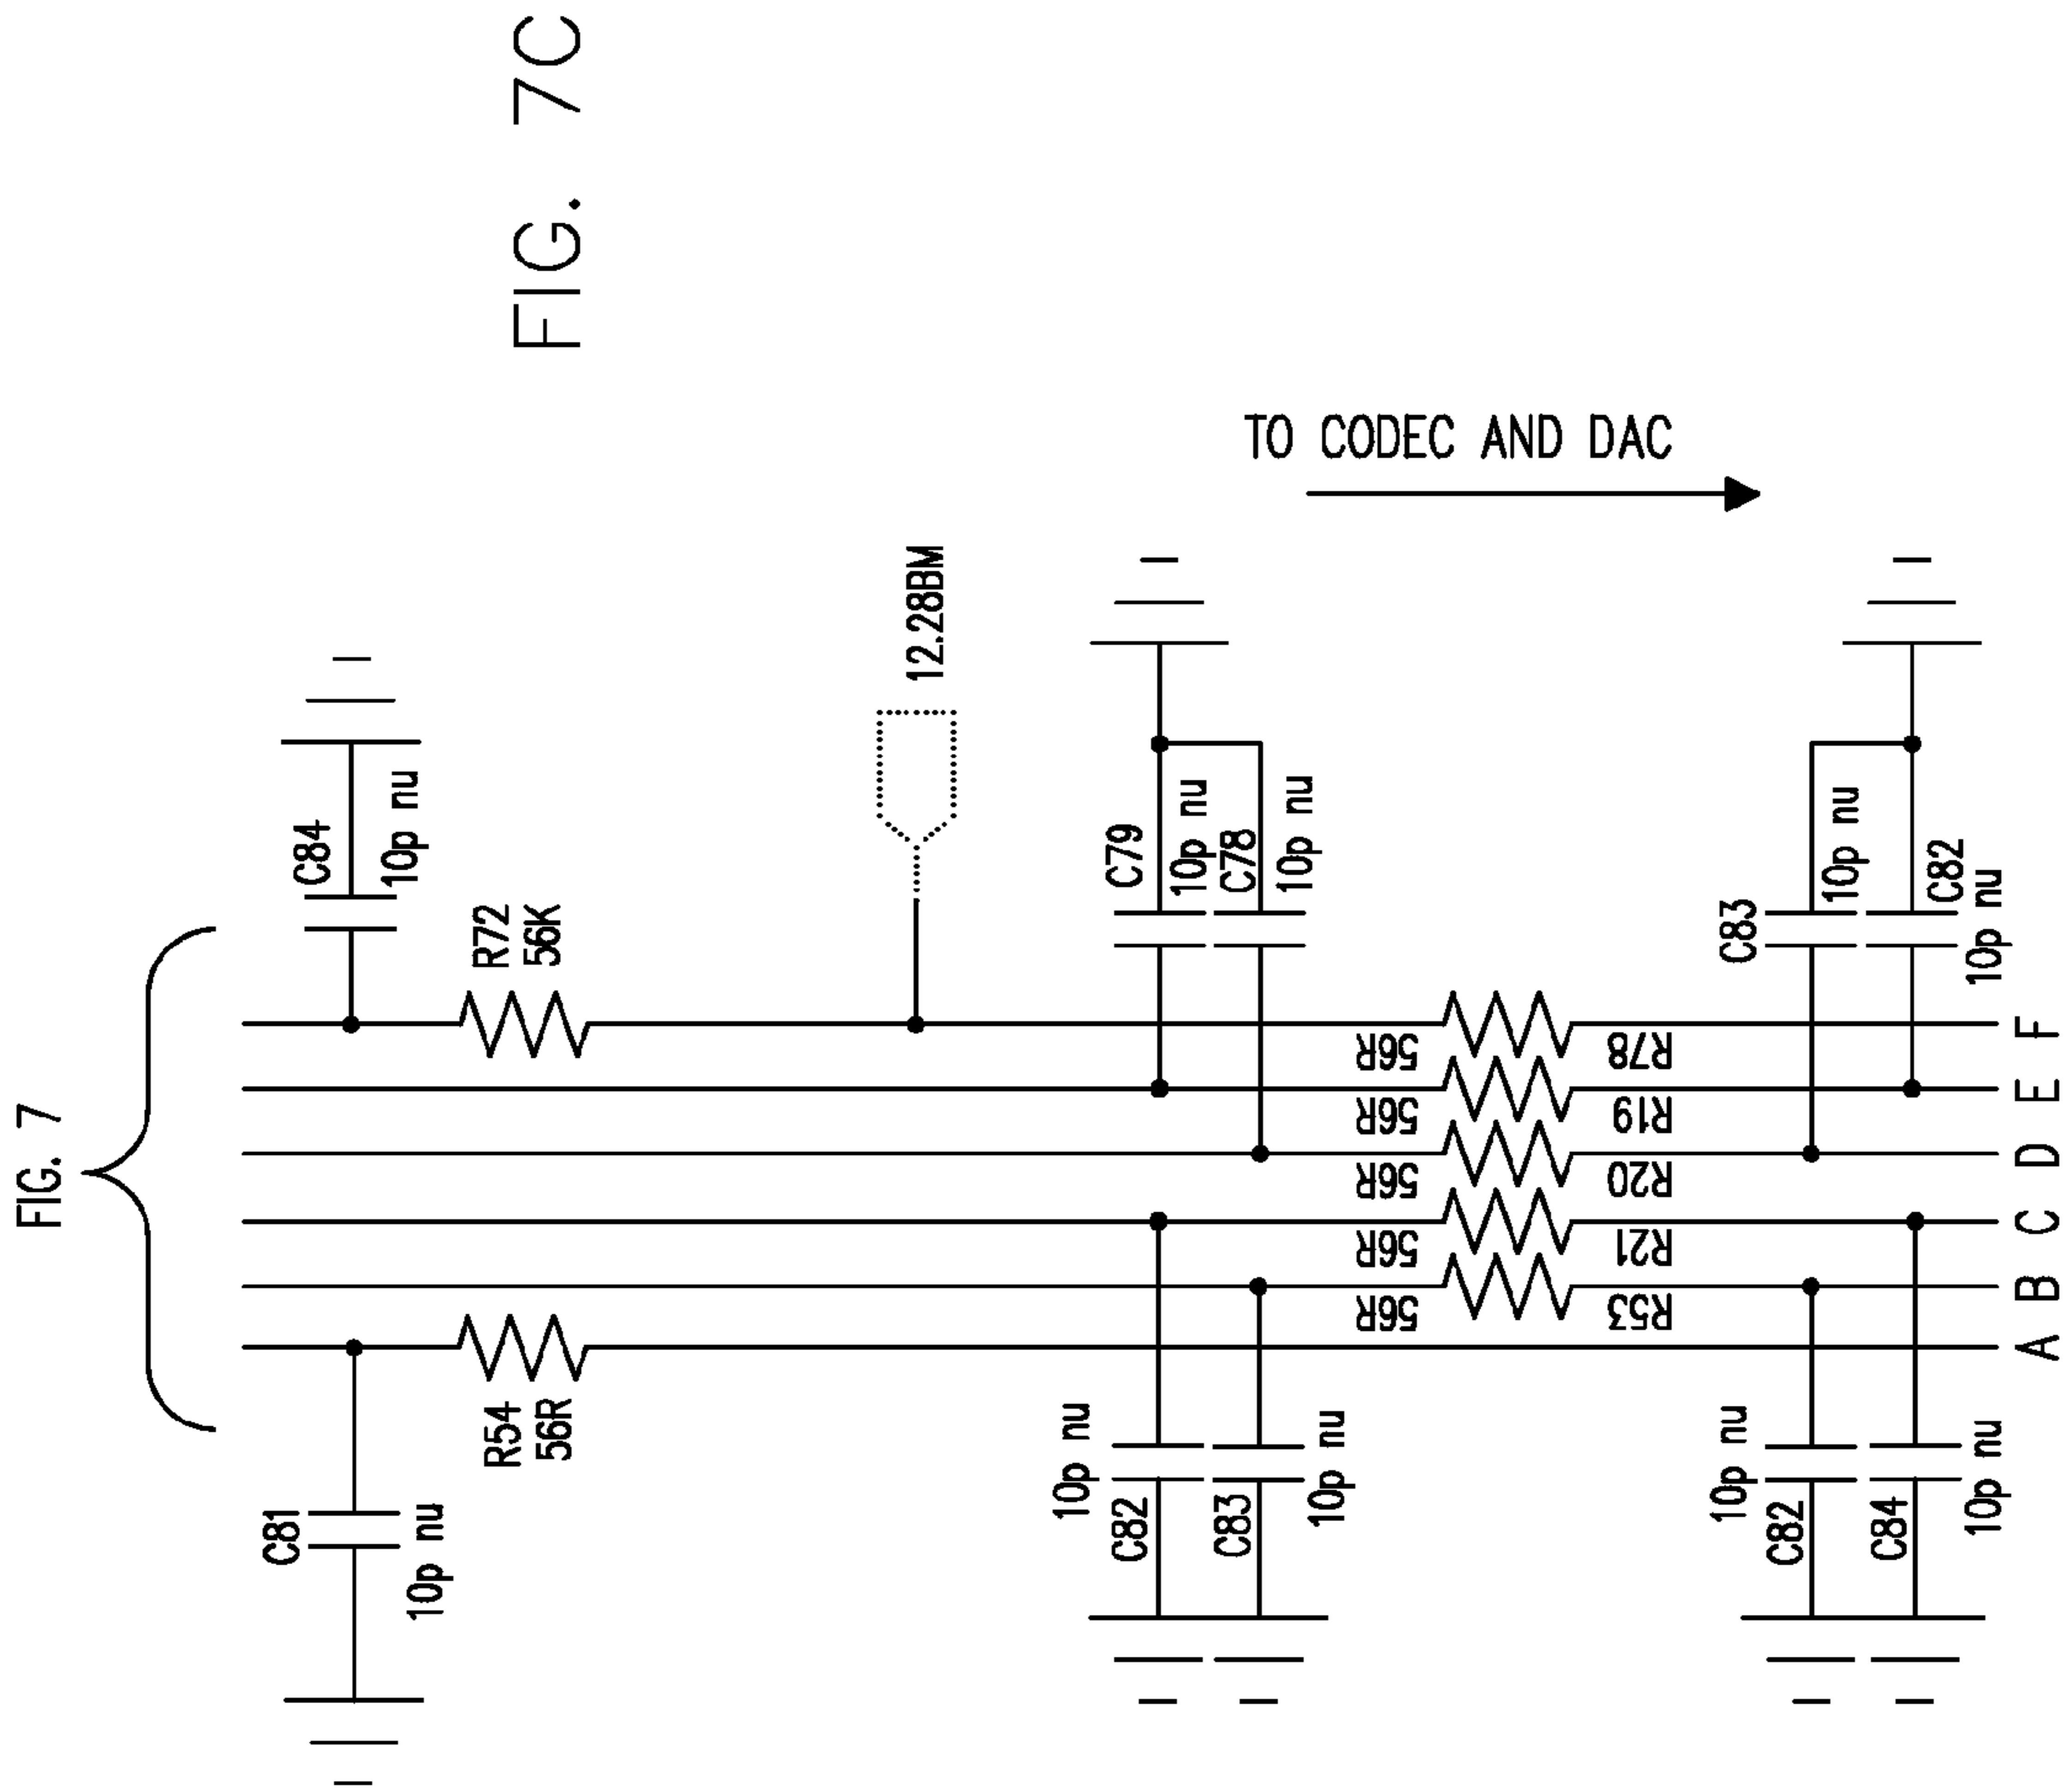 FIG. 7C
TO CODEC AND DAC
12.28BM
C84
10p nu
R72
56K
C79
10p nu
C78
10p nu
C83
10p nu
C82
10p nu
FIG. 7
56R
R78
56R
R19
56R
R20
56R
R21
56R
R53
F
E
D
C
B
A
R54
56R
C81
10p nu
10p nu
C82
C83
10p nu
10p nu
C82
C84
10p nu